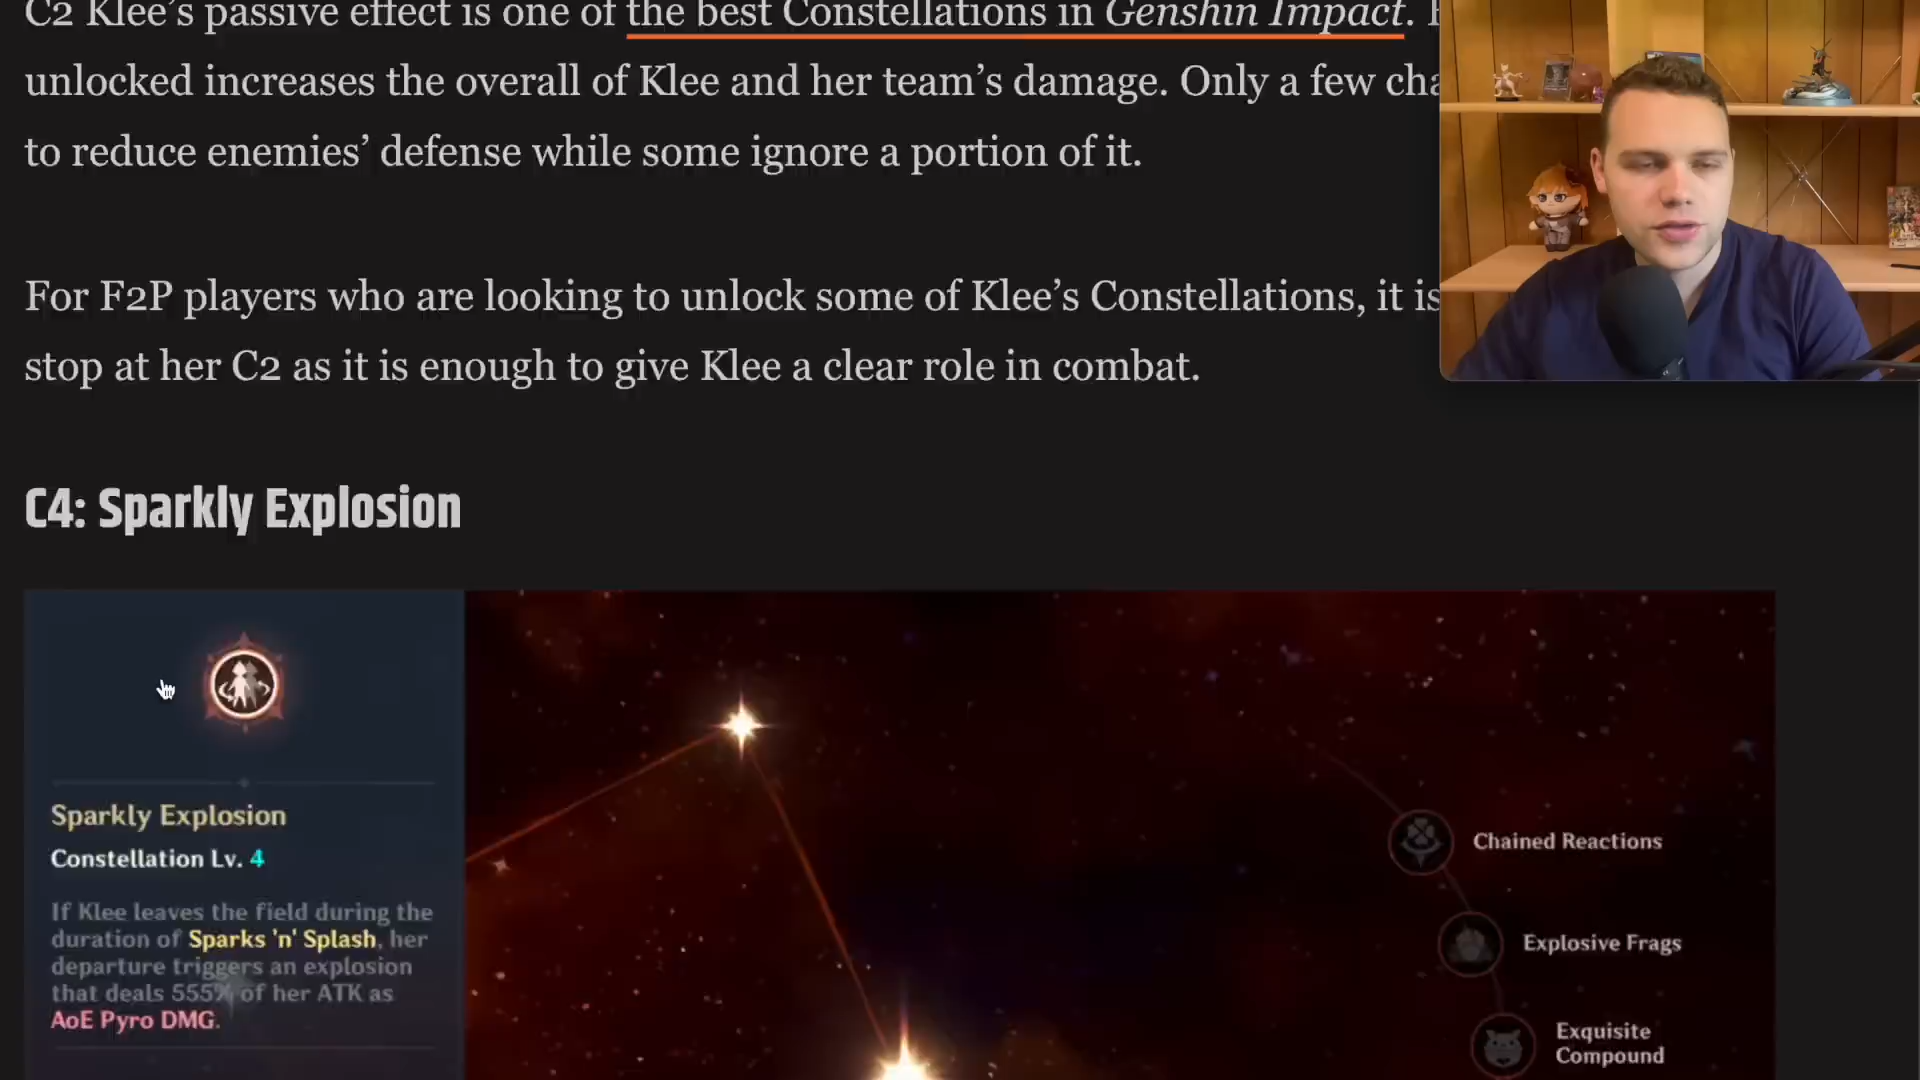 C2 Klee’s passive effect is one of the best Constellations in Genshin Impact.
unlocked increases the overall of Klee and her team’s damage. Only a few cha
to reduce enemies’ defense while some ignore a portion of it.
For F2P players who are looking to unlock some of Klee’s Constellations, it is
stop at her C2 as it is enough to give Klee a clear role in combat.
C4: Sparkly Explosion
Sparkly Explosion
Constellation Lv. 4
If Klee leaves the field during the
duration of Sparks 'n' Splash, her
departure triggers an explosion
that deals 555% of her ATK as
AoE Pyro DMG.
Chained Reactions
Explosive Frags
Exquisite
Compound